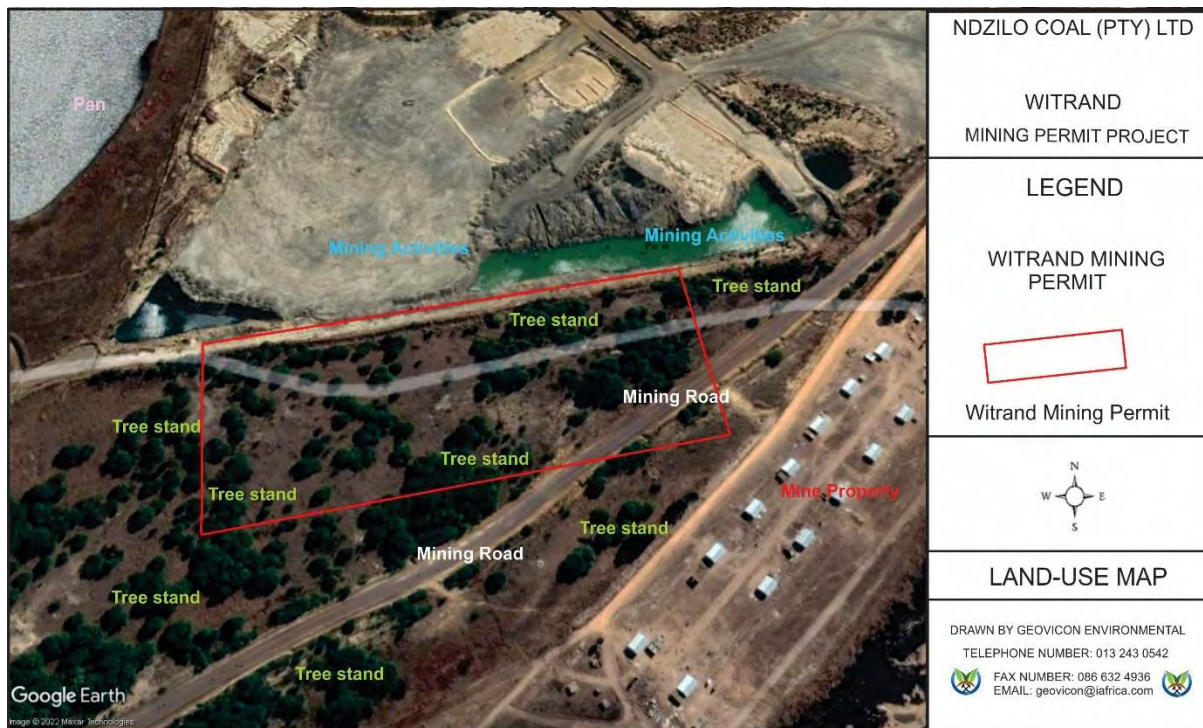 Pan
Mining Activities
Mining Activities
Tree stand
Tree stand
Mining Road
Tree stand
Tree stand
Tree stand
Mine Property
Tree stand
Mining Road
Tree stand
Tree stand
Google Earth
Image © 2022 Maxar Technologies
NDZILO COAL (PTY) LTD
WITRAND
MINING PERMIT PROJECT
LEGEND
WITRAND MINING
PERMIT
Witrand Mining Permit
N
W E
S
LAND-USE MAP
DRAWN BY GEOVICON ENVIRONMENTAL
TELEPHONE NUMBER: 013 243 0542
FAX NUMBER: 086 632 4936
EMAIL: geovicon@iafrica.com